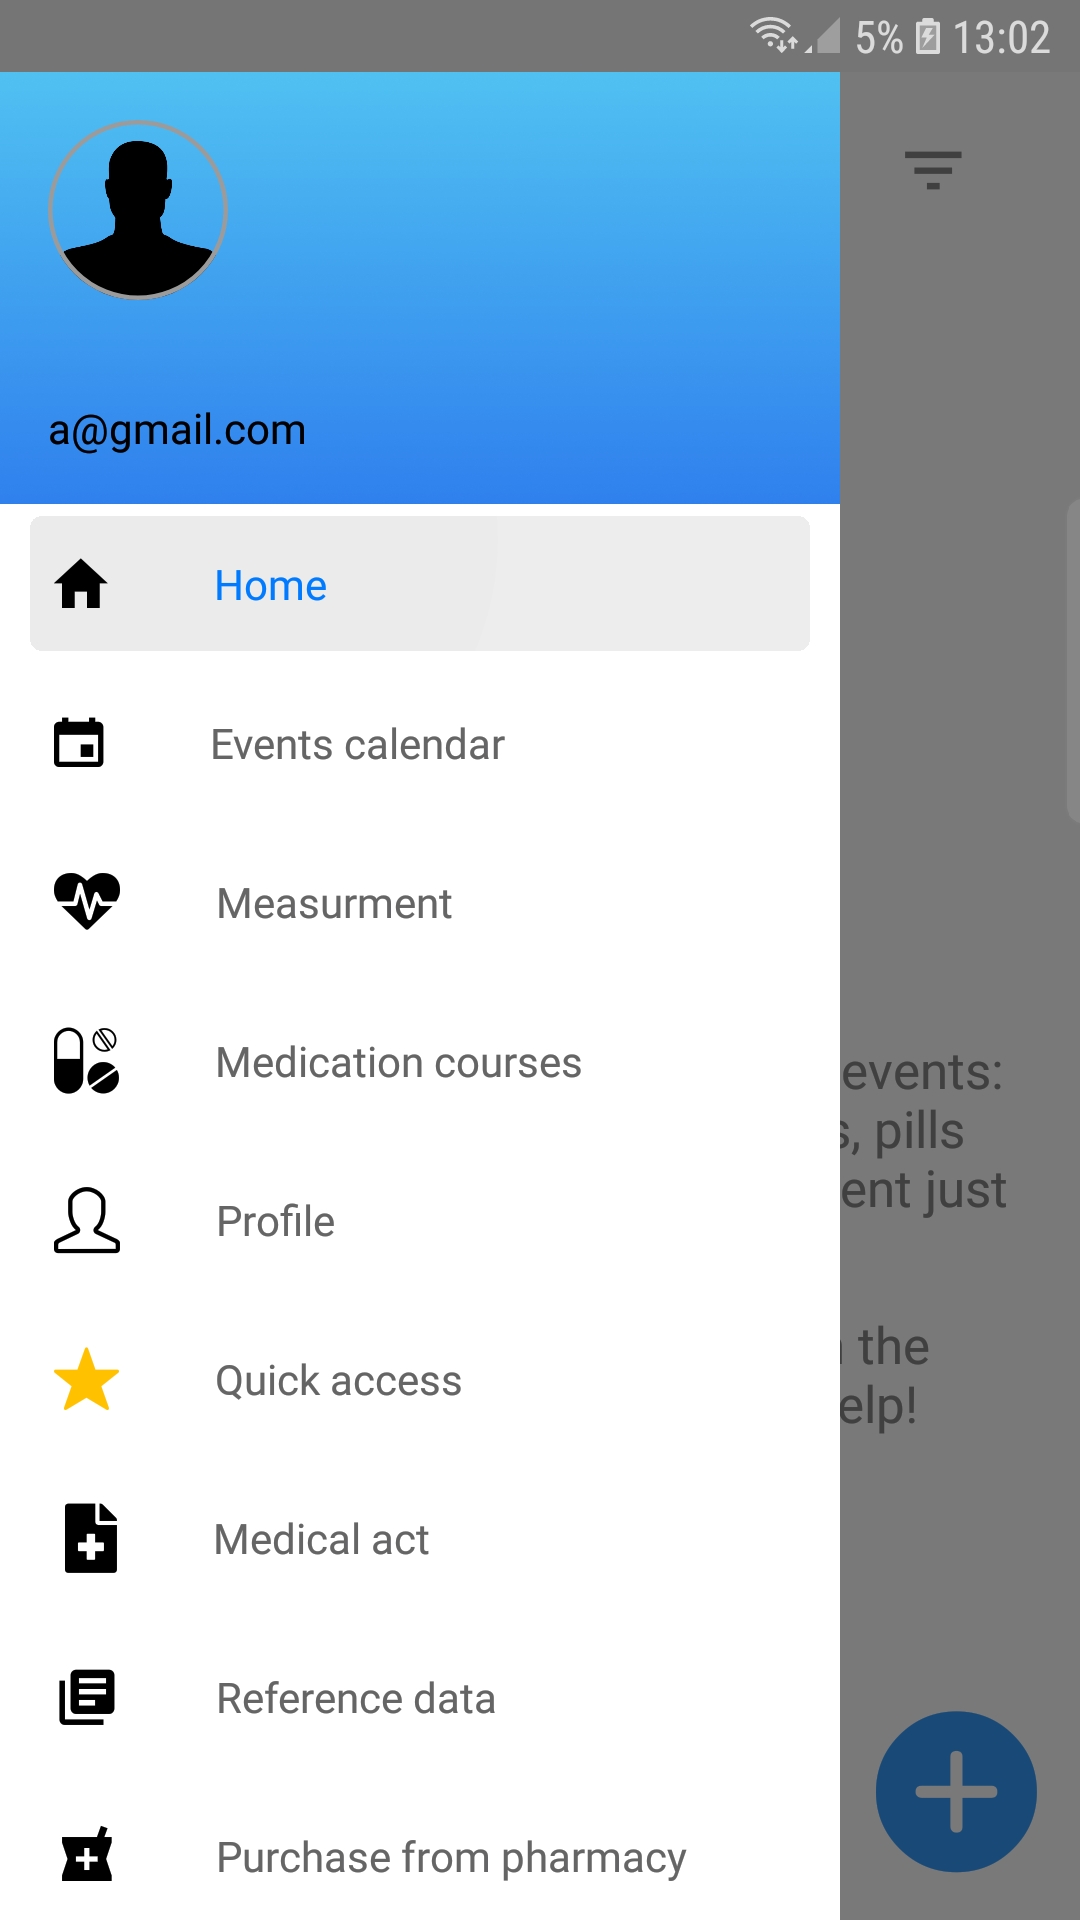 5% 13:02
a@gmail.com
Home
Events calendar
Measurment
Medication courses
events:
, pills
Profile
ent just
Quick access
the
elp!
Medical act
Reference data
Purchase from pharmacy